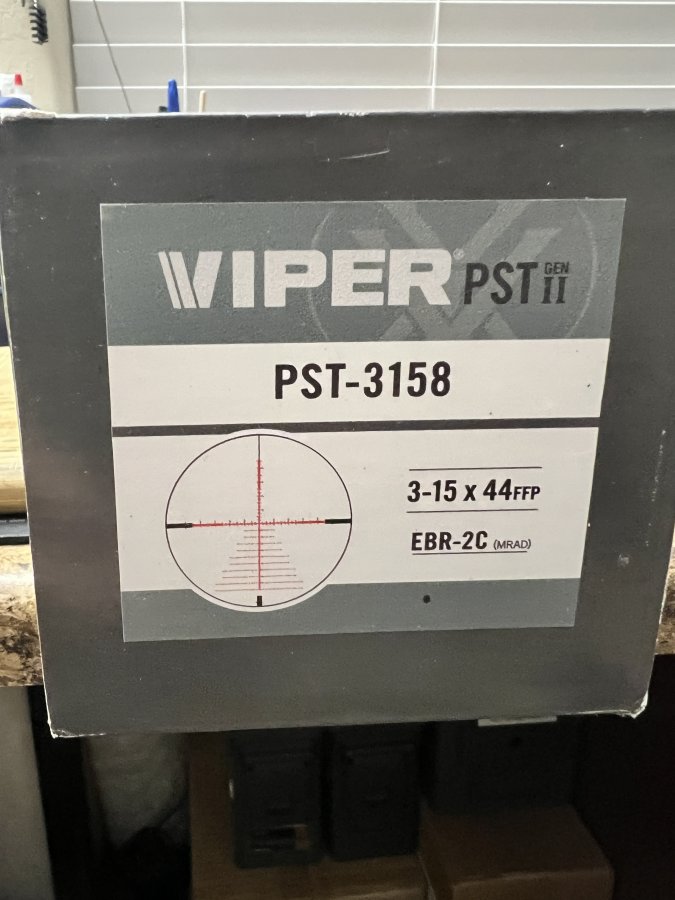 VIPER® PST GEN II
PST-3158
3-15 x 44FFP
EBR-2C (MRAD)